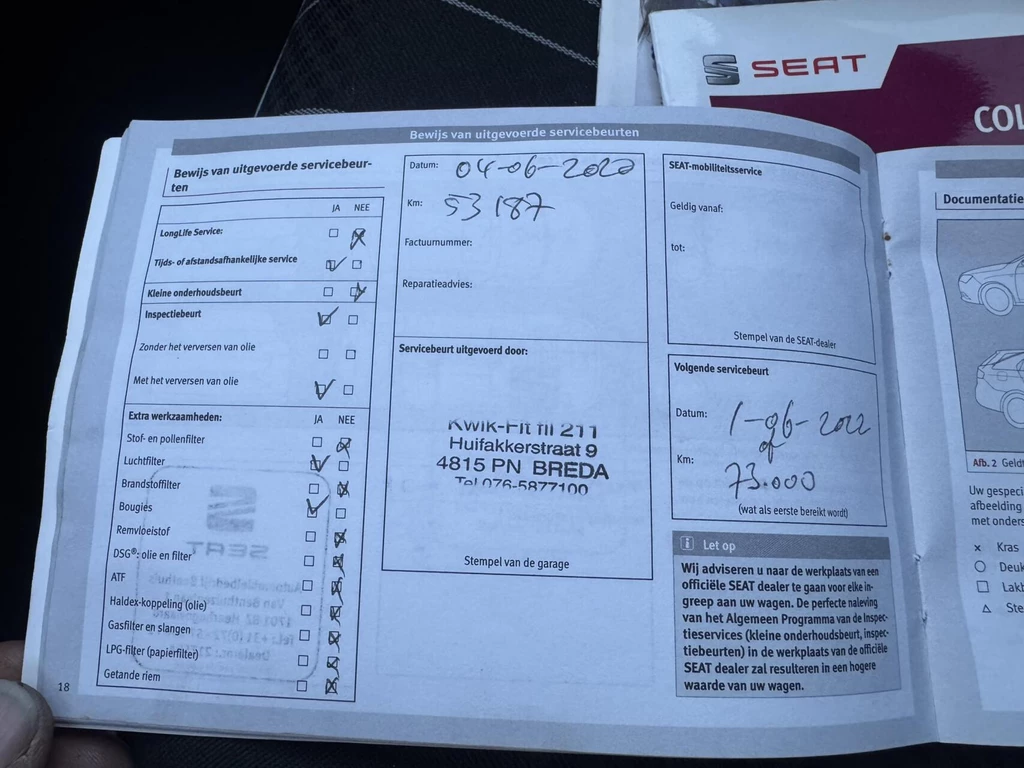 SEAT
COL
Bewijs van uitgevoerde servicebeurten
Bewijs van uitgevoerde servicebeur-
ten
JA NEE
LongLife Service:
Tijds- of afstandsafhankelijke service
Kleine onderhoudsbeurt
Inspectiebeurt
Zonder het verversen van olie
Met het verversen van olie
Extra werkzaamheden: JA NEE
Stof- en pollenfilter
Luchtfilter
Brandstoffilter
Bougies
Remvloeistof
DSG®: olie en filter
ATF
Haldex-koppeling (olie)
Gasfilter en slangen
LPG-filter (papierfilter)
Getande riem
18
Datum: 04-06-2020
Km: 53187
Factuurnummer:
Reparatieadvies:
Servicebeurt uitgevoerd door:
Kwik-Fit fil 211
Huifakkerstraat 9
4815 PN BREDA
Tel 076-5877100
Stempel van de garage
SEAT-mobiliteitsservice
Geldig vanaf:
tot:
Stempel van de SEAT-dealer
Volgende servicebeurt
Datum: 1-06-2022
of
Km: 73.000
(wat als eerste bereikt wordt)
i Let op
Wij adviseren u naar de werkplaats van een
officiële SEAT dealer te gaan voor elke in-
greep aan uw wagen. De perfecte naleving
van het Algemeen Programma van de Inspec-
tieservices (kleine onderhoudsbeurt, inspec-
tiebeurten) in de werkplaats van de officiële
SEAT dealer zal resulteren in een hogere
waarde van uw wagen.
Documentatie
Afb. 2 Geldt
Uw gespeci
afbeelding
met onders
x Kras
Deuk
Lakb
Ste